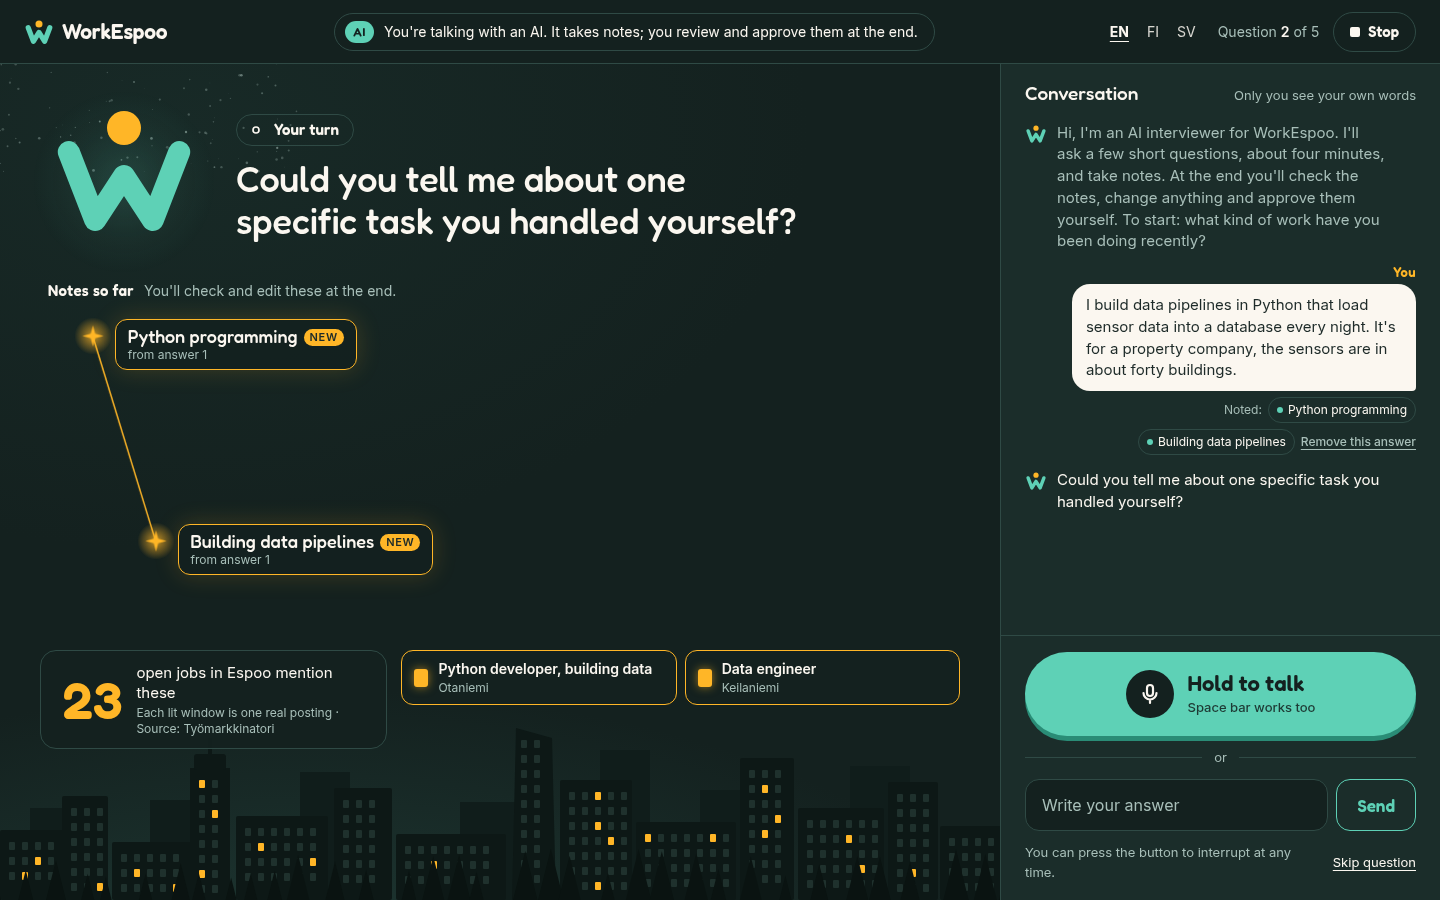 WorkEspoo
AI You're talking with an AI. It takes notes; you review and approve them at the end.
EN FI SV Question 2 of 5 Stop
Your turn
Could you tell me about one
specific task you handled yourself?
Notes so far You'll check and edit these at the end.
Python programming NEW
from answer 1
Building data pipelines NEW
from answer 1
23
open jobs in Espoo mention
these
Each lit window is one real posting ·
Source: Työmarkkinatori
Python developer, building data
Otaniemi
Data engineer
Keilaniemi
Conversation Only you see your own words
Hi, I'm an AI interviewer for WorkEspoo. I'll
ask a few short questions, about four minutes,
and take notes. At the end you'll check the
notes, change anything and approve them
yourself. To start: what kind of work have you
been doing recently?
You
I build data pipelines in Python that load
sensor data into a database every night. It's
for a property company, the sensors are in
about forty buildings.
Noted: Python programming
Building data pipelines Remove this answer
Could you tell me about one specific task you
handled yourself?
Hold to talk
Space bar works too
or
Write your answer Send
You can press the button to interrupt at any
time.
Skip question